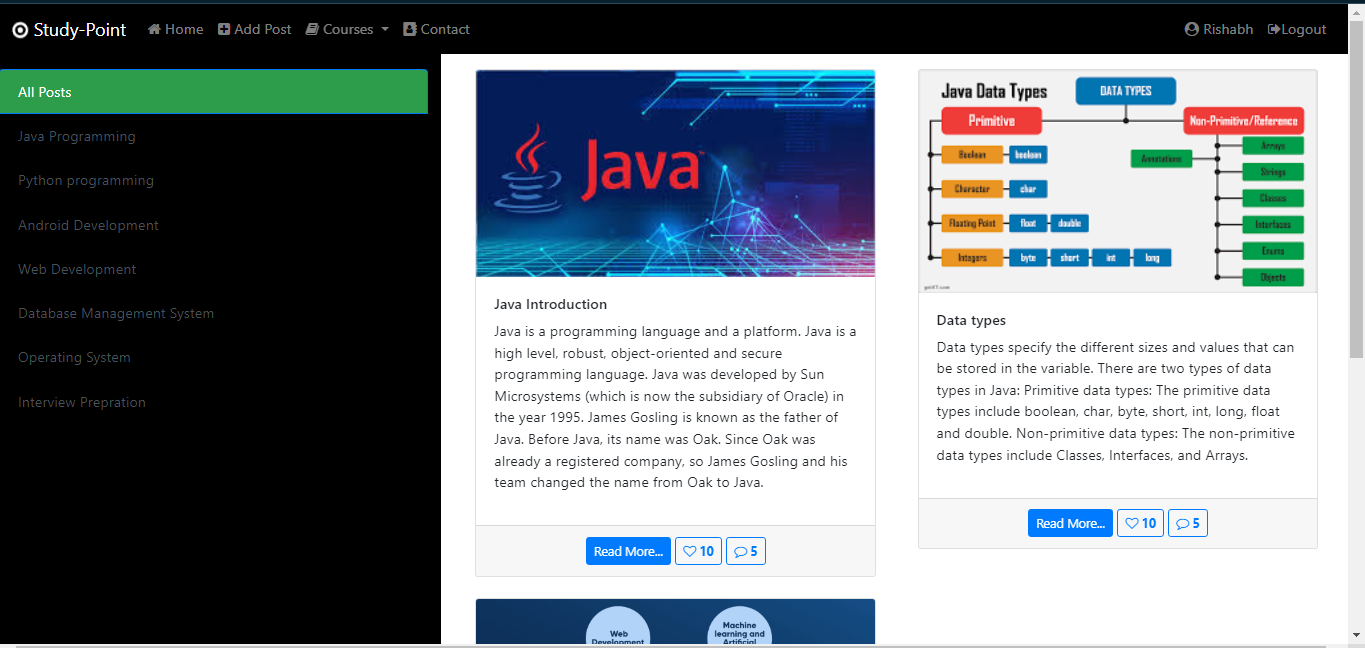 Study-Point Home Add Post Courses Contact Rishabh Logout
All Posts
Java Programming
Python programming
Android Development
Web Development
Database Management System
Operating System
Interview Prepration
Java™
Java Introduction
Java is a programming language and a platform. Java is a
high level, robust, object-oriented and secure
programming language. Java was developed by Sun
Microsystems (which is now the subsidiary of Oracle) in
the year 1995. James Gosling is known as the father of
Java. Before Java, its name was Oak. Since Oak was
already a registered company, so James Gosling and his
team changed the name from Oak to Java.
Read More... 10 5
Java Data Types
DATA TYPES
Primitive
Non-Primitive/Reference
Boolean boolean
Character char
Floating Point float double
Integers byte short int long
Annotations
Arrays
Strings
Classes
Interfaces
Enums
Objects
Data types
Data types specify the different sizes and values that can
be stored in the variable. There are two types of data
types in Java: Primitive data types: The primitive data
types include boolean, char, byte, short, int, long, float
and double. Non-primitive data types: The non-primitive
data types include Classes, Interfaces, and Arrays.
Read More... 10 5
Web
Development
Machine
learning and
Artificial